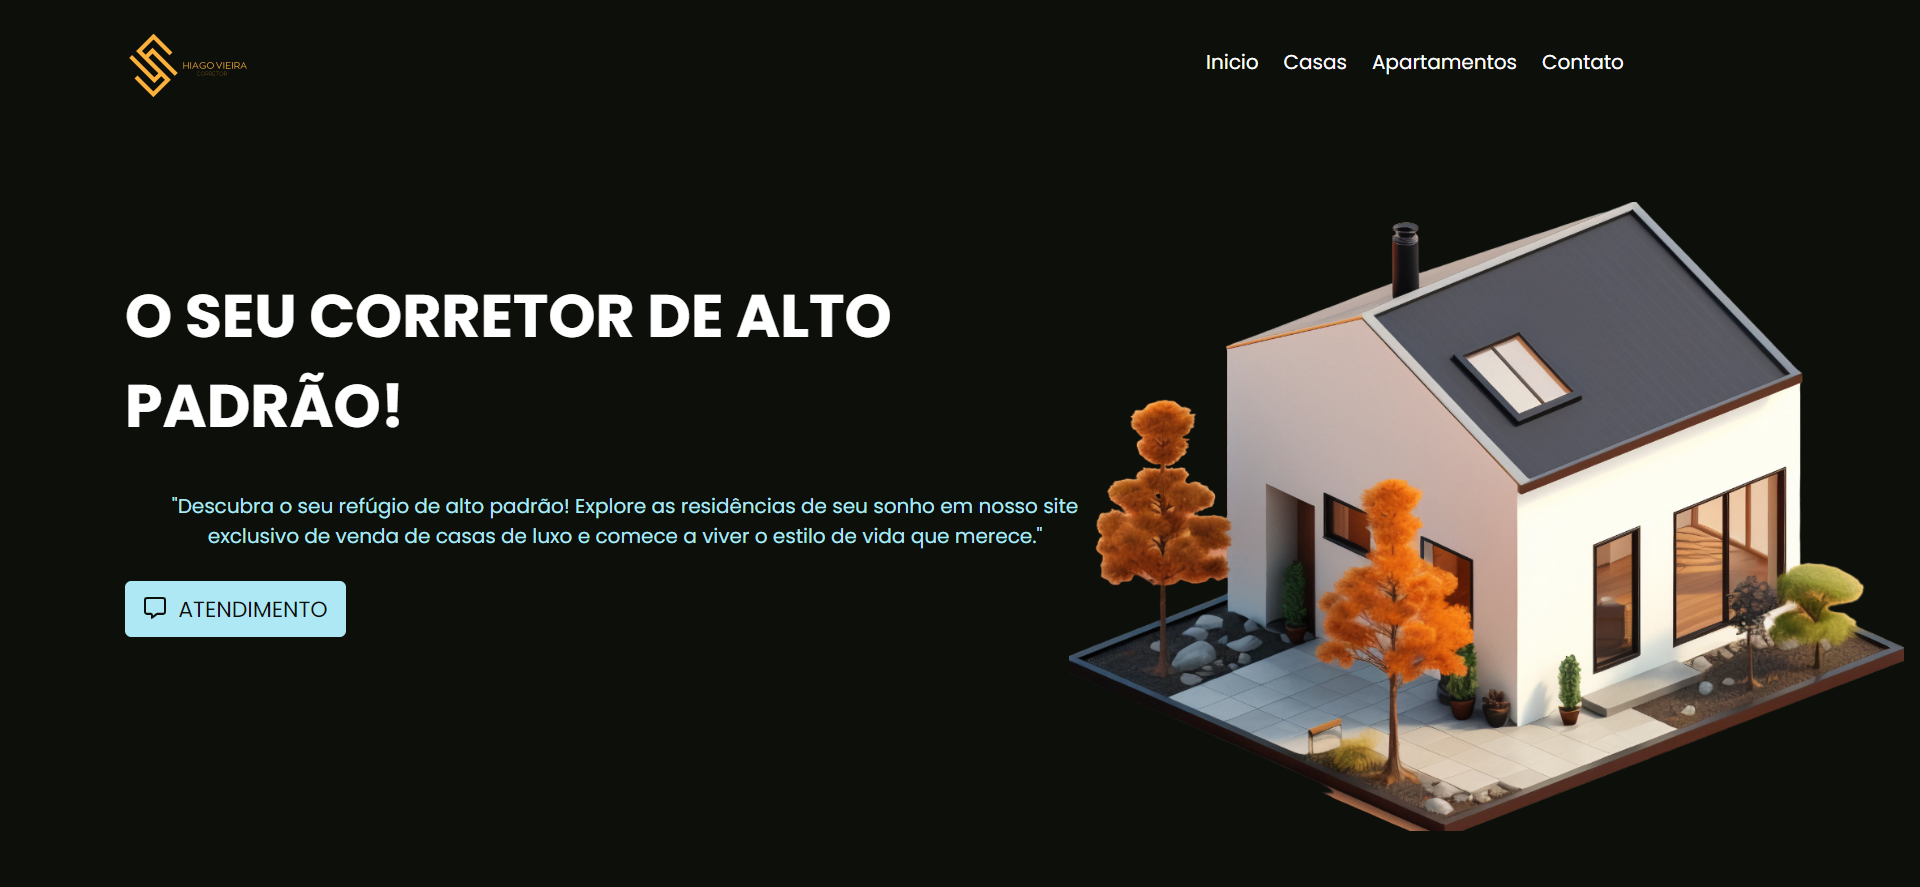 HIAGO VIEIRA
CORRETOR
Inicio Casas Apartamentos Contato
O SEU CORRETOR DE ALTO
PADRÃO!
"Descubra o seu refúgio de alto padrão! Explore as residências de seu sonho em nosso site
exclusivo de venda de casas de luxo e comece a viver o estilo de vida que merece."
ATENDIMENTO